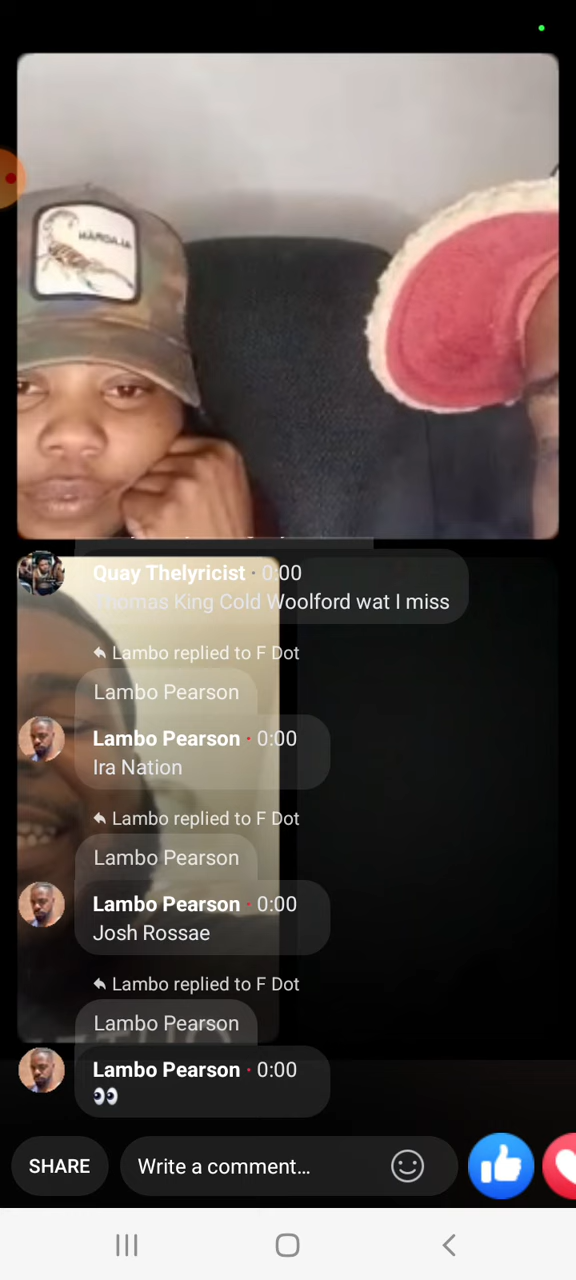 Quay Thelyricist · 0:00
Thomas King Cold Woolford wat I miss
Lambo replied to F Dot
Lambo Pearson
Lambo Pearson · 0:00
Ira Nation
Lambo replied to F Dot
Lambo Pearson
Lambo Pearson · 0:00
Josh Rossae
Lambo replied to F Dot
Lambo Pearson
Lambo Pearson · 0:00
👀
SHARE
Write a comment...